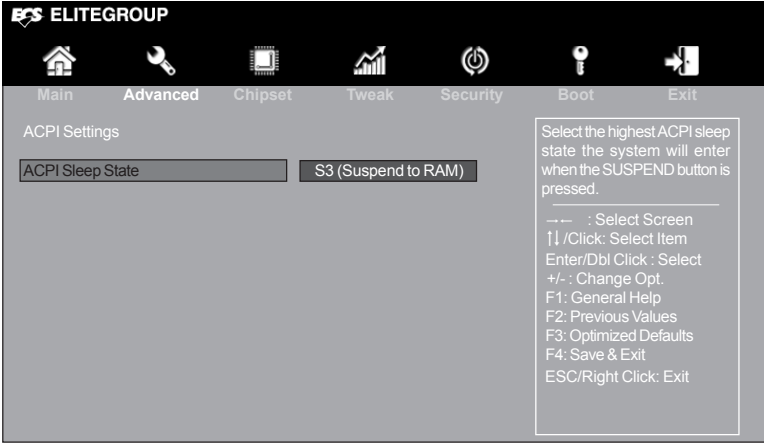 ECS ELITEGROUP
Main Advanced Chipset Tweak Security Boot Exit
ACPI Settings
ACPI Sleep State S3 (Suspend to RAM)
Select the highest ACPI sleep
state the system will enter
when the SUSPEND button is
pressed.
→← : Select Screen
↑↓/Click: Select Item
Enter/Dbl Click : Select
+/- : Change Opt.
F1: General Help
F2: Previous Values
F3: Optimized Defaults
F4: Save & Exit
ESC/Right Click: Exit